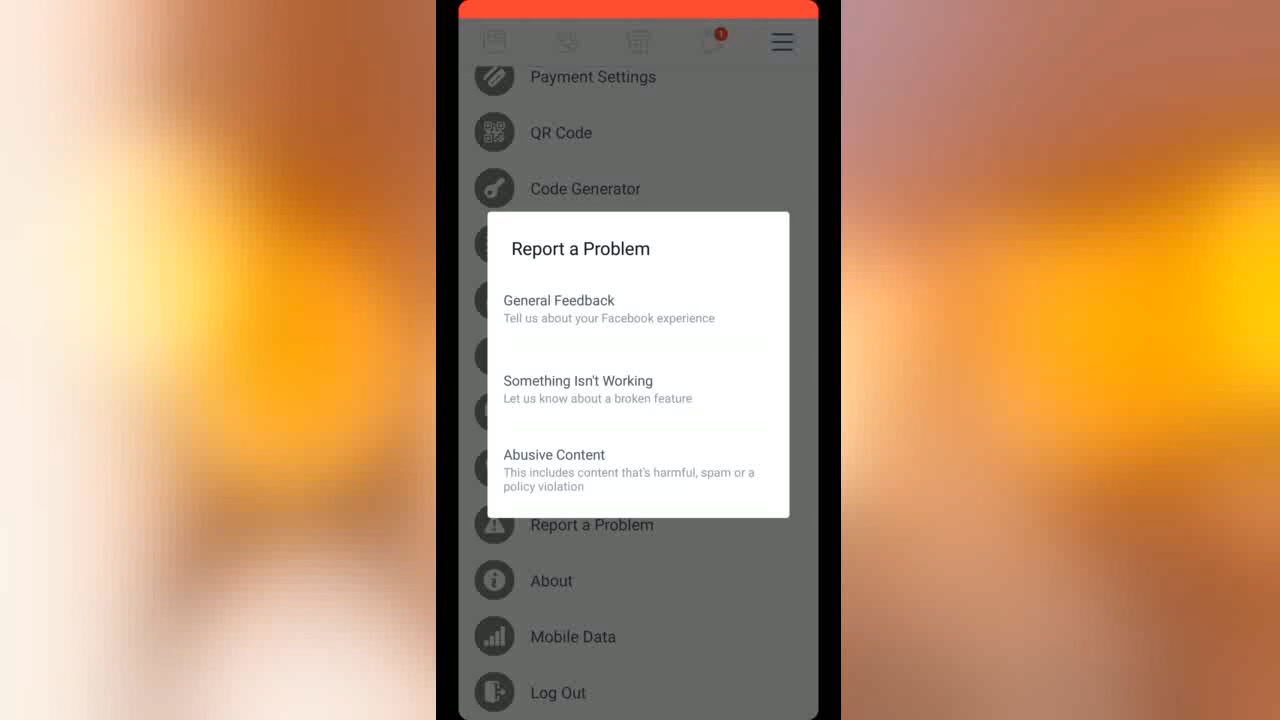 1
Payment Settings
QR Code
Code Generator
Report a Problem
General Feedback
Tell us about your Facebook experience
Something Isn't Working
Let us know about a broken feature
Abusive Content
This includes content that's harmful, spam or a
policy violation
Report a Problem
About
Mobile Data
Log Out